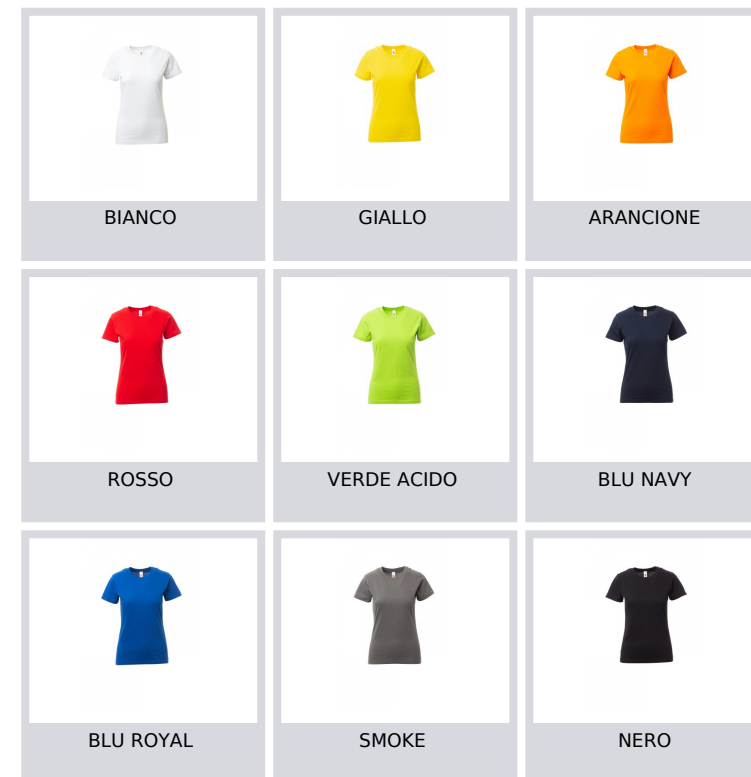 BIANCO
GIALLO
ARANCIONE
ROSSO
VERDE ACIDO
BLU NAVY
BLU ROYAL
SMOKE
NERO